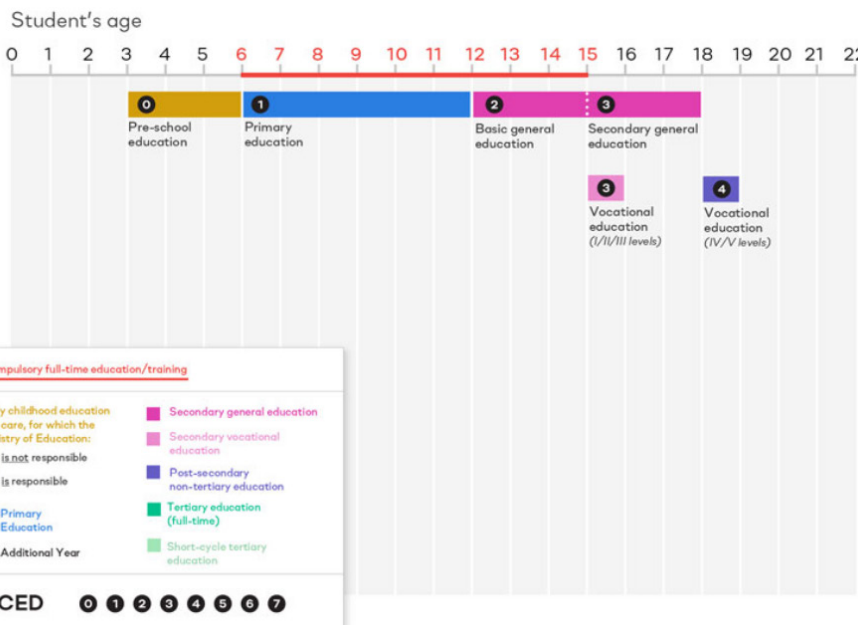 Student's age
0 1 2 3 4 5 6 7 8 9 10 11 12 13 14 15 16 17 18 19 20 21 22
0 1 2 3
Pre-school
education
Primary
education
Basic general
education
Secondary general
education
3 4
Vocational
education
(I/II/III levels)
Vocational
education
(IV/V levels)
mpulsory full-time education/training
y childhood education
care, for which the
istry of Education:
is not responsible
is responsible
Primary
Education
Additional Year
Secondary general education
Secondary vocational
education
Post-secondary
non-tertiary education
Tertiary education
(full-time)
Short-cycle tertiary
education
CED 0 1 2 3 4 5 6 7